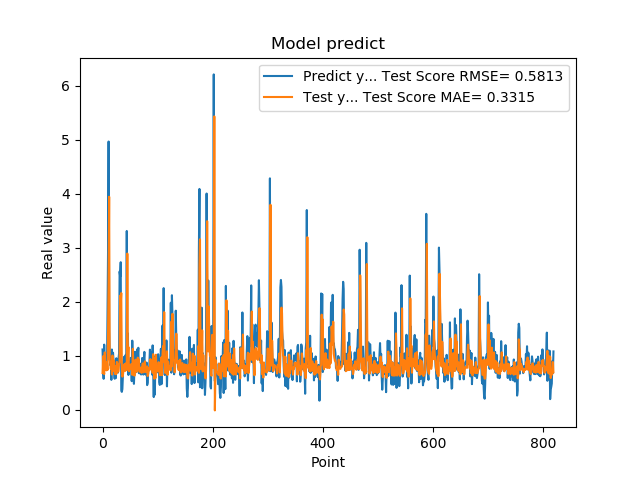 Model predict
Predict y... Test Score RMSE= 0.5813
Test y... Test Score MAE= 0.3315
Real value
6
5
4
3
2
1
0
0 200 400 600 800
Point